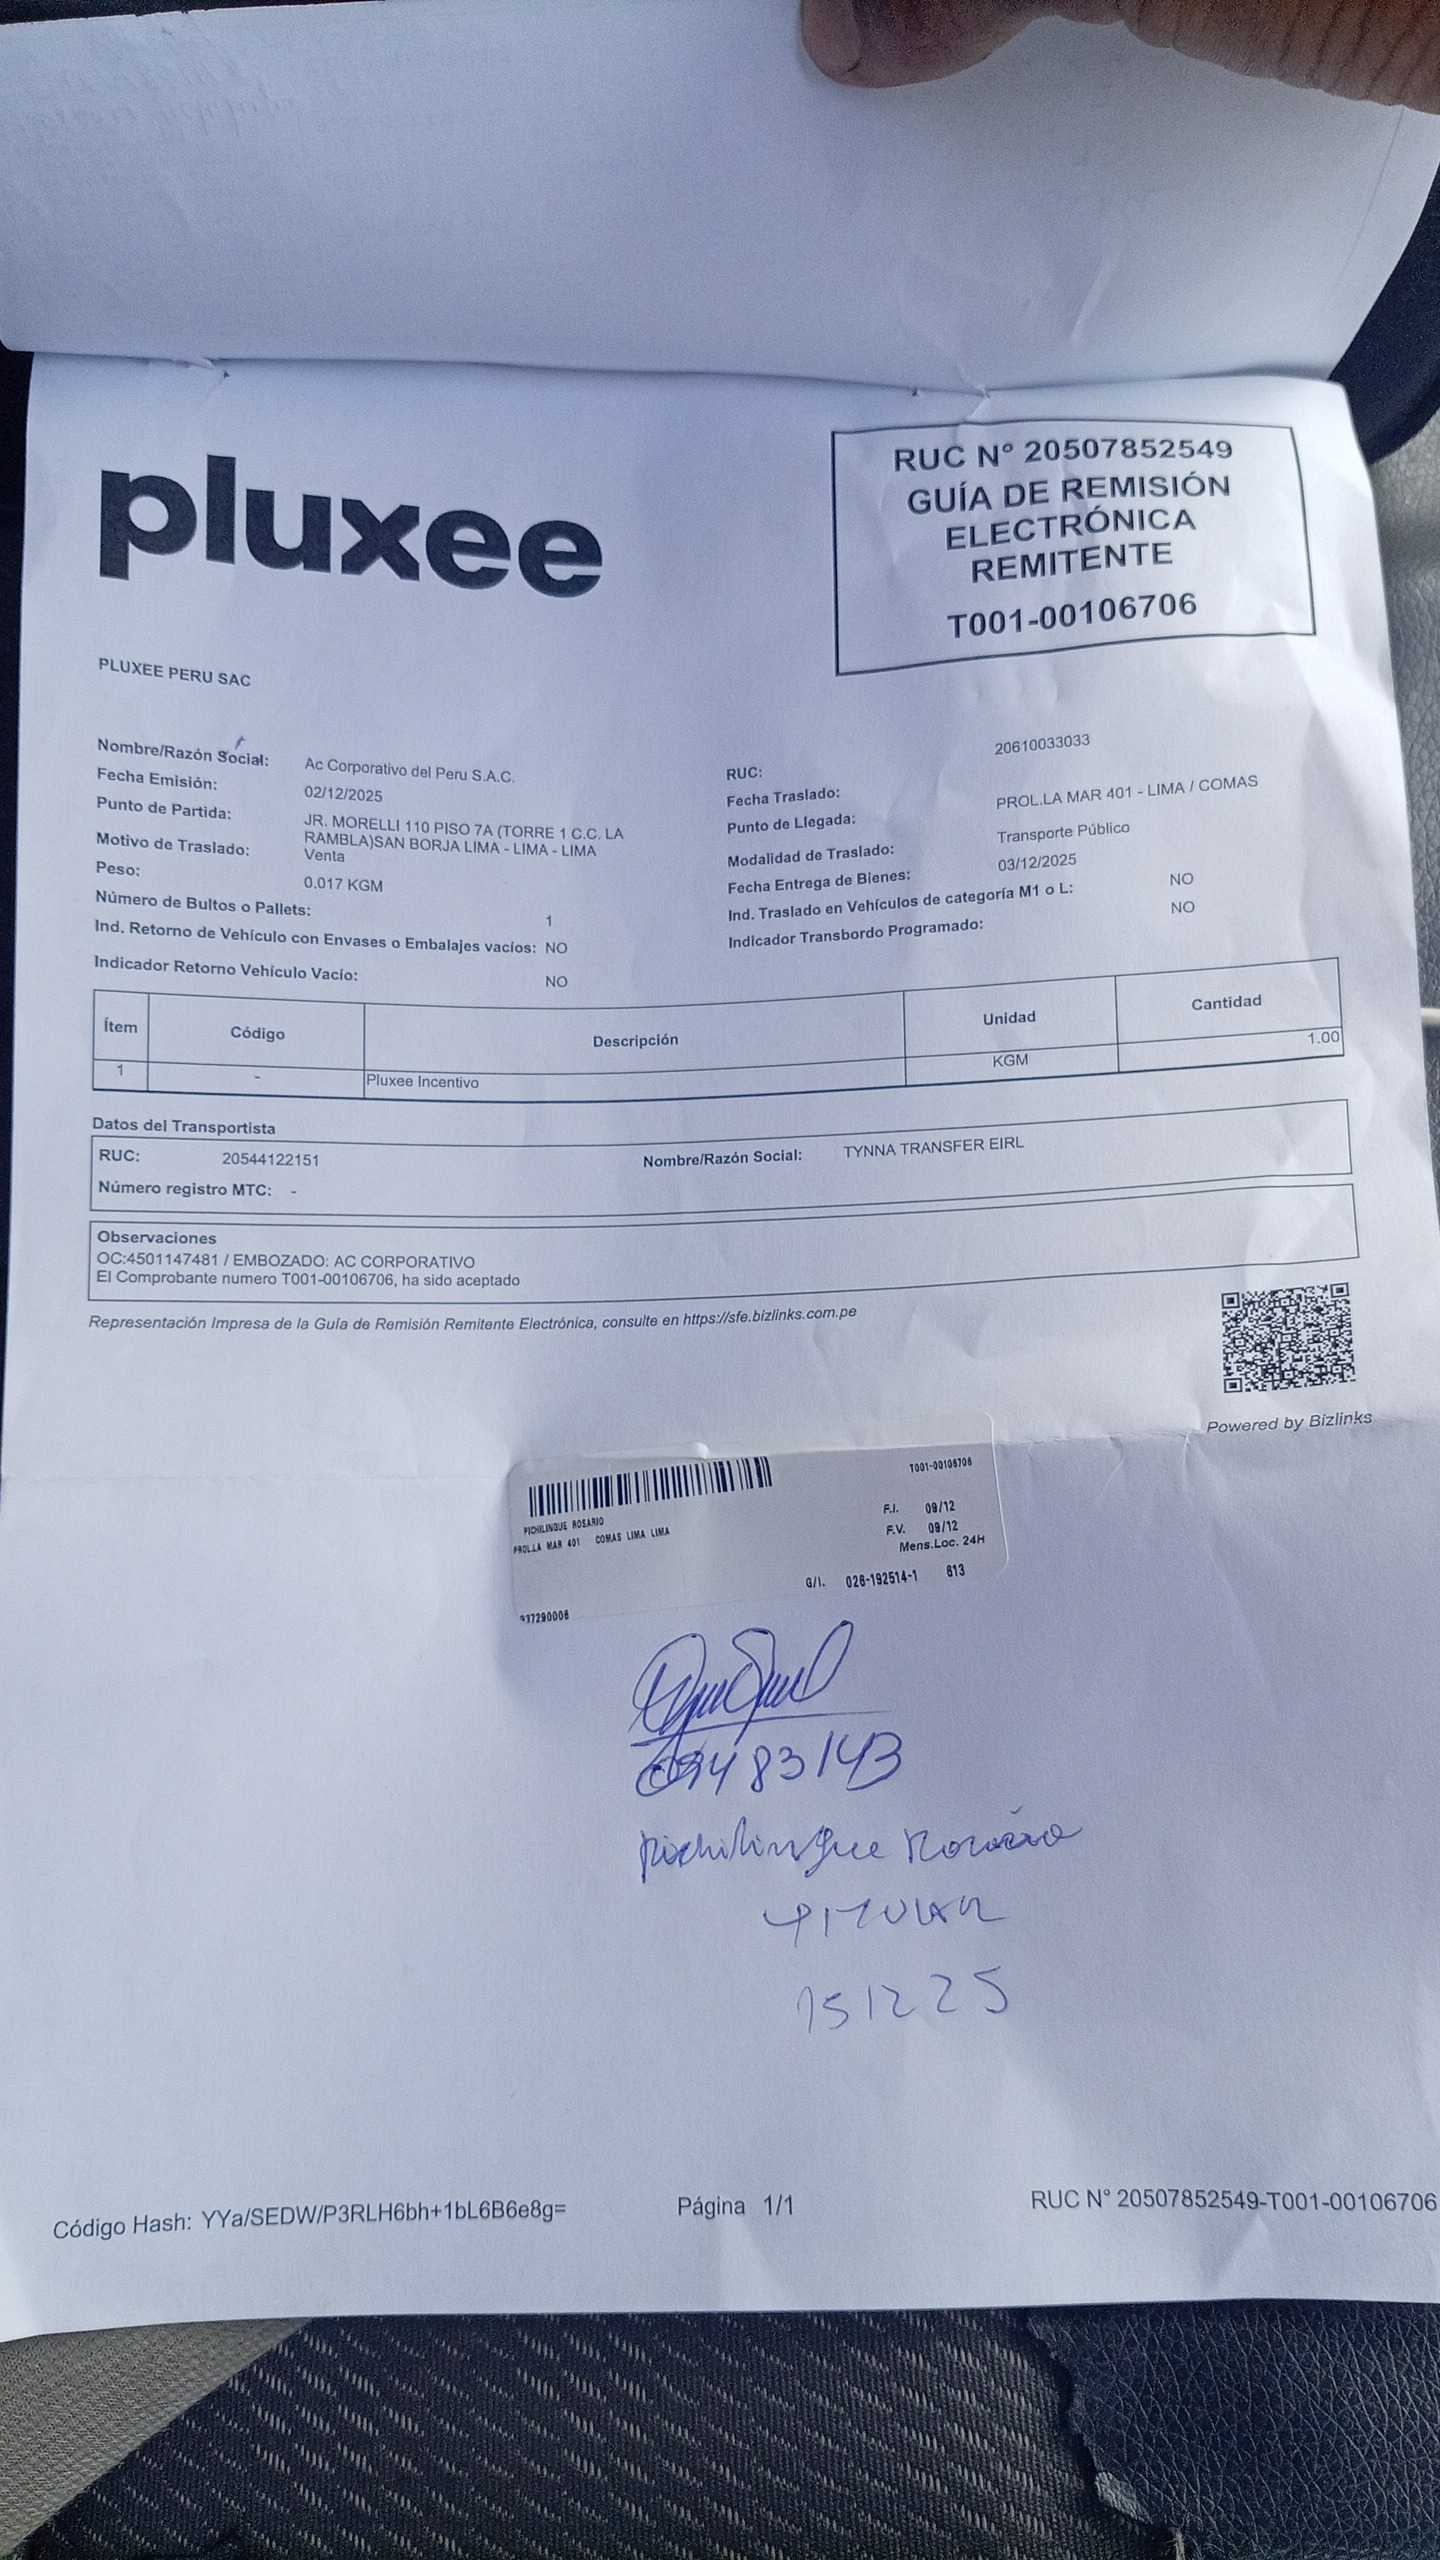 pluxee
RUC Nº 20507852549
GUÍA DE REMISIÓN
ELECTRÓNICA
REMITENTE
T001-00106706
PLUXEE PERU SAC
Nombre/Razón Social: Ac Corporativo del Peru S.A.C.
Fecha Emisión: 02/12/2025
Punto de Partida: JR. MORELLI 110 PISO 7A (TORRE 1 C.C. LA
RAMBLA)SAN BORJA LIMA - LIMA - LIMA
Motivo de Traslado: Venta
Peso: 0.017 KGM
Número de Bultos o Pallets: 1
Ind. Retorno de Vehículo con Envases o Embalajes vacíos: NO
Indicador Retorno Vehículo Vacío: NO
RUC: 20610033033
Fecha Traslado:
Punto de Llegada: PROL.LA MAR 401 - LIMA / COMAS
Modalidad de Traslado: Transporte Público
Fecha Entrega de Bienes: 03/12/2025
Ind. Traslado en Vehículos de categoría M1 o L: NO
Indicador Transbordo Programado: NO
Ítem Código Descripción Unidad Cantidad
1 - Pluxee Incentivo KGM 1.00
Datos del Transportista
RUC: 20544122151 Nombre/Razón Social: TYNNA TRANSFER EIRL
Número registro MTC: -
Observaciones
OC:4501147481 / EMBOZADO: AC CORPORATIVO
El Comprobante numero T001-00106706, ha sido aceptado
Representación Impresa de la Guía de Remisión Remitente Electrónica, consulte en https://sfe.bizlinks.com.pe
Powered by Bizlinks
T001-00106706
PICHILINGUE ROSARIO
PROL.LA MAR 401 COMAS LIMA LIMA
F.I. 09/12
F.V. 09/12
Mens.Loc. 24H
G/I. 026-192514-1 613
937290006
09483143
Pichilingue Rosario
TITULAR
151225
Código Hash: YYa/SEDW/P3RLH6bh+1bL6B6e8g= Página 1/1 RUC N° 20507852549-T001-00106706